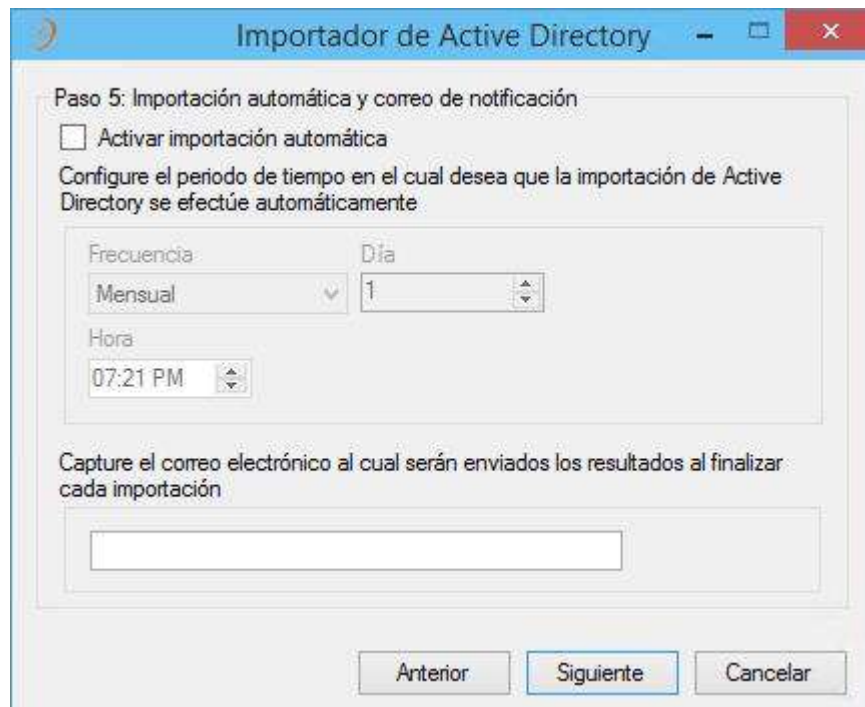 Importador de Active Directory
Paso 5: Importación automática y correo de notificación
Activar importación automática
Configure el periodo de tiempo en el cual desea que la importación de Active
Directory se efectúe automáticamente
Frecuencia Día
Mensual 1
Hora
07:21 PM
Capture el correo electrónico al cual serán enviados los resultados al finalizar
cada importación
Anterior Siguiente Cancelar